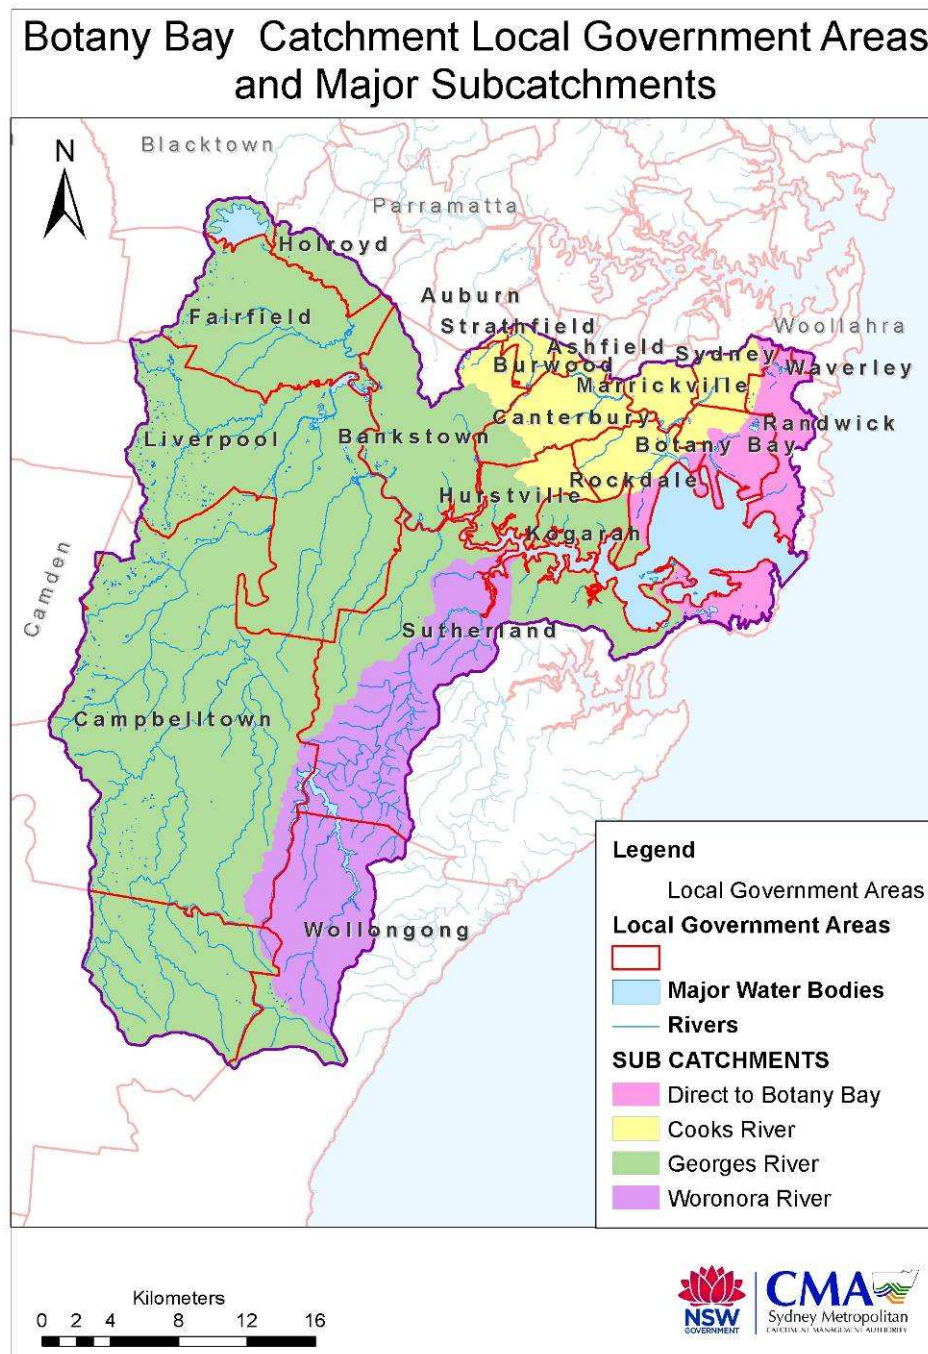 Botany Bay Catchment Local Government Areas
and Major Subcatchments
N
Blacktown
Parramatta
Holroyd
Auburn
Fairfield
Strathfield
Woollahra
Ashfield
Sydney
Burwood
Waverley
Marrickville
Canterbury
Randwick
Liverpool
Bankstown
Botany Bay
Rockdale
Hurstville
Kogarah
Camden
Sutherland
Campbelltown
Wollongong
Legend
Local Government Areas
Local Government Areas
Major Water Bodies
Rivers
SUB CATCHMENTS
Direct to Botany Bay
Cooks River
Georges River
Woronora River
Kilometers
0 2 4 8 12 16
NSW
GOVERNMENT
CMA
Sydney Metropolitan
CATCHMENT MANAGEMENT AUTHORITY